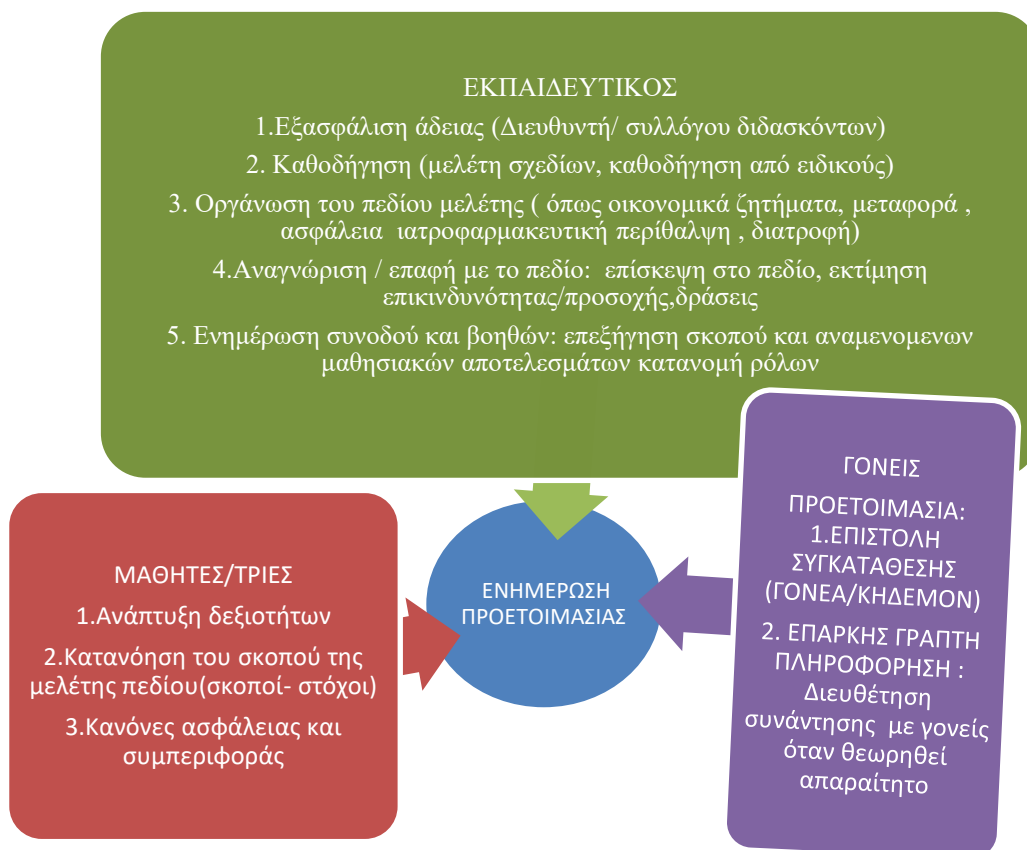 ΕΚΠΑΙΔΕΥΤΙΚΟΣ
1.Εξασφάλιση άδειας (Διευθυντή/ συλλόγου διδασκόντων)
2. Καθοδήγηση (μελέτη σχεδίων, καθοδήγηση από ειδικούς)
3. Οργάνωση του πεδίου μελέτης ( όπως οικονομικά ζητήματα, μεταφορά ,
ασφάλεια  ιατροφαρμακευτική περίθαλψη , διατροφή)
4.Αναγνώριση / επαφή με το πεδίο:  επίσκεψη στο πεδίο, εκτίμηση
επικινδυνότητας/προσοχής,δράσεις
5. Ενημέρωση συνοδού και βοηθών: επεξήγηση σκοπού και αναμενομενων
μαθησιακών αποτελεσμάτων κατανομή ρόλων
ΜΑΘΗΤΕΣ/ΤΡΙΕΣ
1.Ανάπτυξη δεξιοτήτων
2.Κατανόηση του σκοπού της
μελέτης πεδίου(σκοποί- στόχοι)
3.Κανόνες ασφάλειας και
συμπεριφοράς
ΕΝΗΜΕΡΩΣΗ
ΠΡΟΕΤΟΙΜΑΣΙΑΣ
ΓΟΝΕΙΣ
ΠΡΟΕΤΟΙΜΑΣΙΑ:
1.ΕΠΙΣΤΟΛΗ
ΣΥΓΚΑΤΑΘΕΣΗΣ
(ΓΟΝΕΑ/ΚΗΔΕΜΟΝ)
2. ΕΠΑΡΚΗΣ ΓΡΑΠΤΗ
ΠΛΗΡΟΦΟΡΗΣΗ :
Διευθέτηση
συνάντησης  με γονείς
όταν θεωρηθεί
απαραίτητο